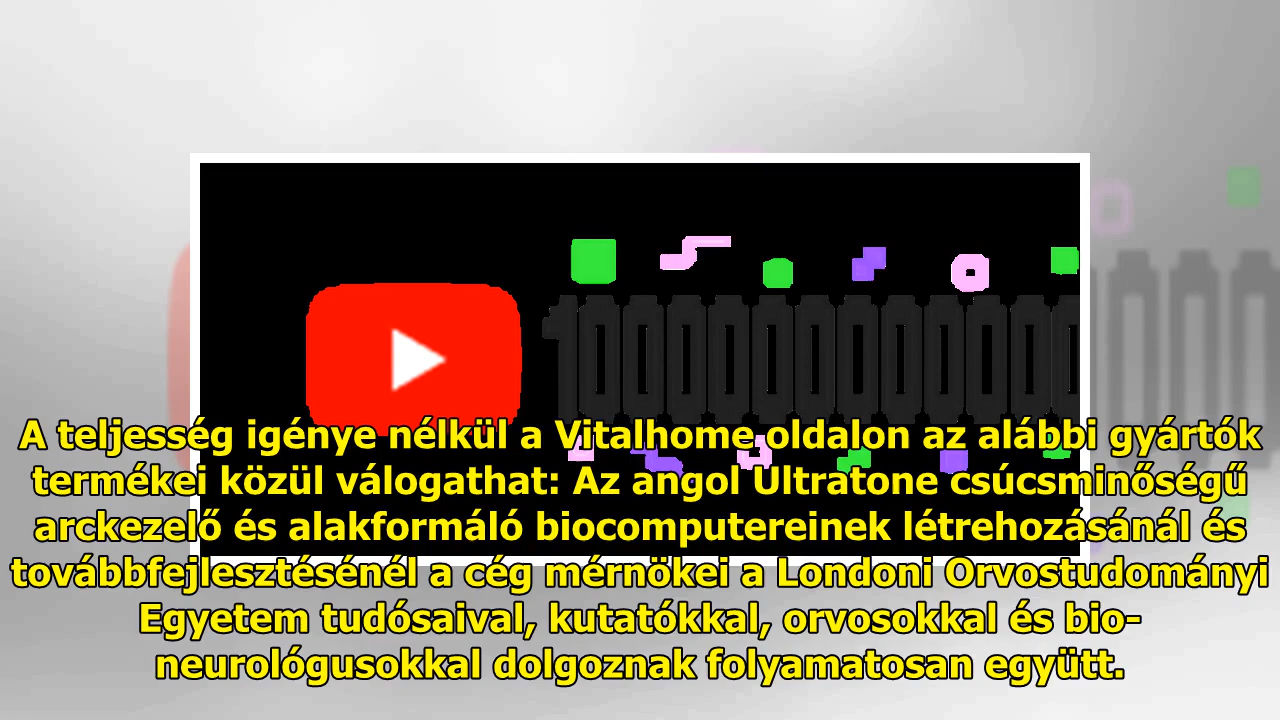 10000000000
A teljesség igénye nélkül a Vitalhome oldalon az alábbi gyártók
termékei közül válogathat: Az angol Ultratone csúcsminőségű
arckezelő és alakformáló biocomputereinek létrehozásánál és
továbbfejlesztésénél a cég mérnökei a Londoni Orvostudományi
Egyetem tudósaival, kutatókkal, orvosokkal és bio-
neurológusokkal dolgoznak folyamatosan együtt.